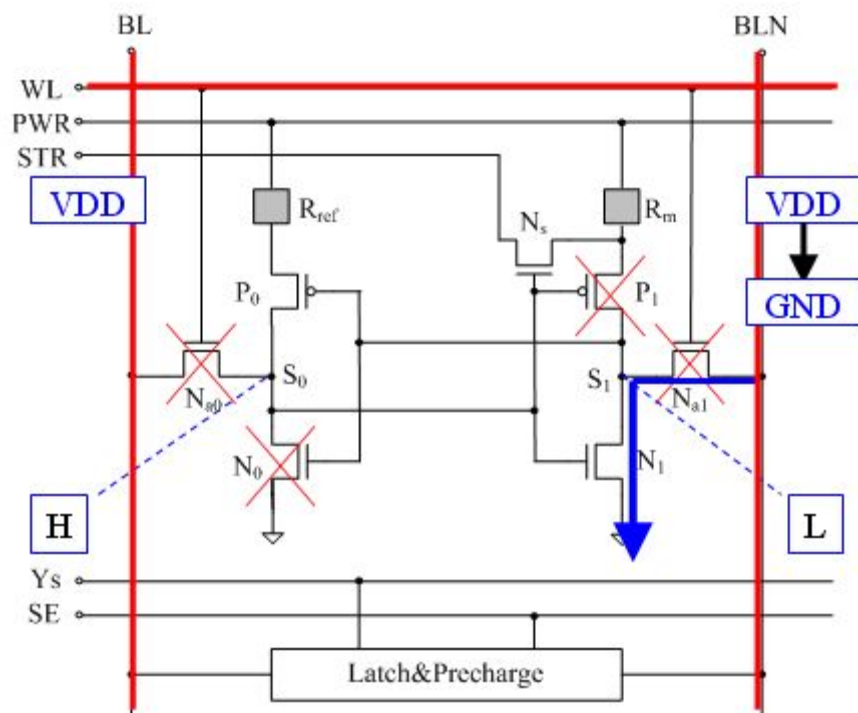 BL
BLN
WL
PWR
STR
VDD
R_ref
N_s
R_m
VDD
P_0
P_1
GND
S_0
S_1
N_a0
N_a1
N_0
N_1
H
L
Ys
SE
Latch&Precharge